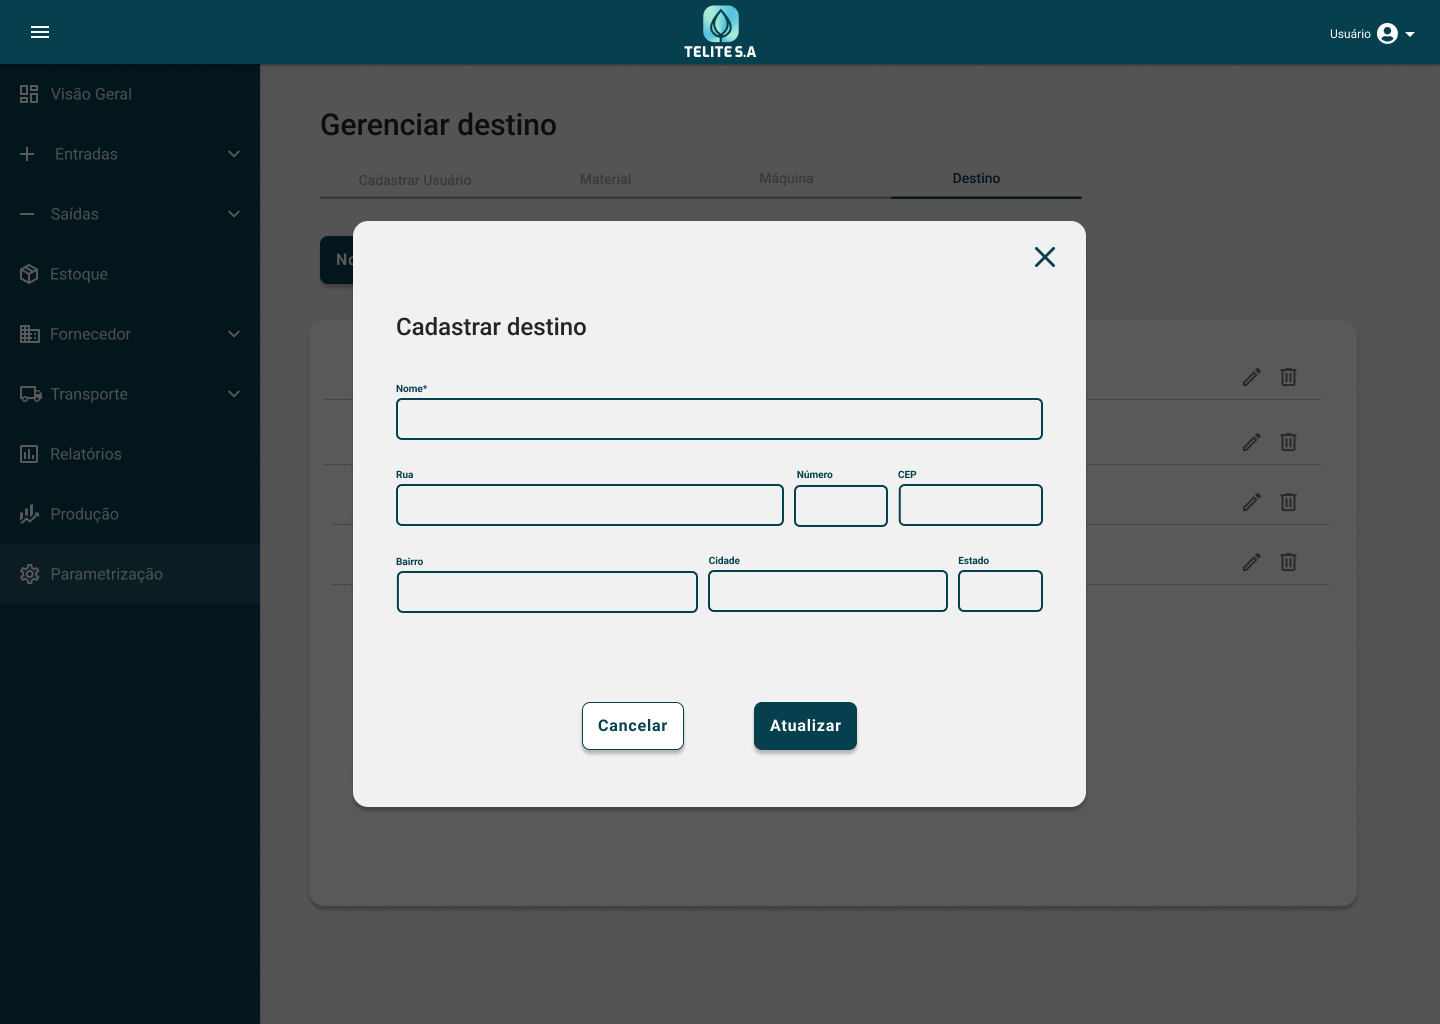 TELITE S.A
Usuário
Visão Geral
Entradas
Saídas
Estoque
Fornecedor
Transporte
Relatórios
Produção
Parametrização
Gerenciar destino
Cadastrar Usuário
Material
Máquina
Destino
Cadastrar destino
Nome*
Rua
Número
CEP
Bairro
Cidade
Estado
Cancelar
Atualizar